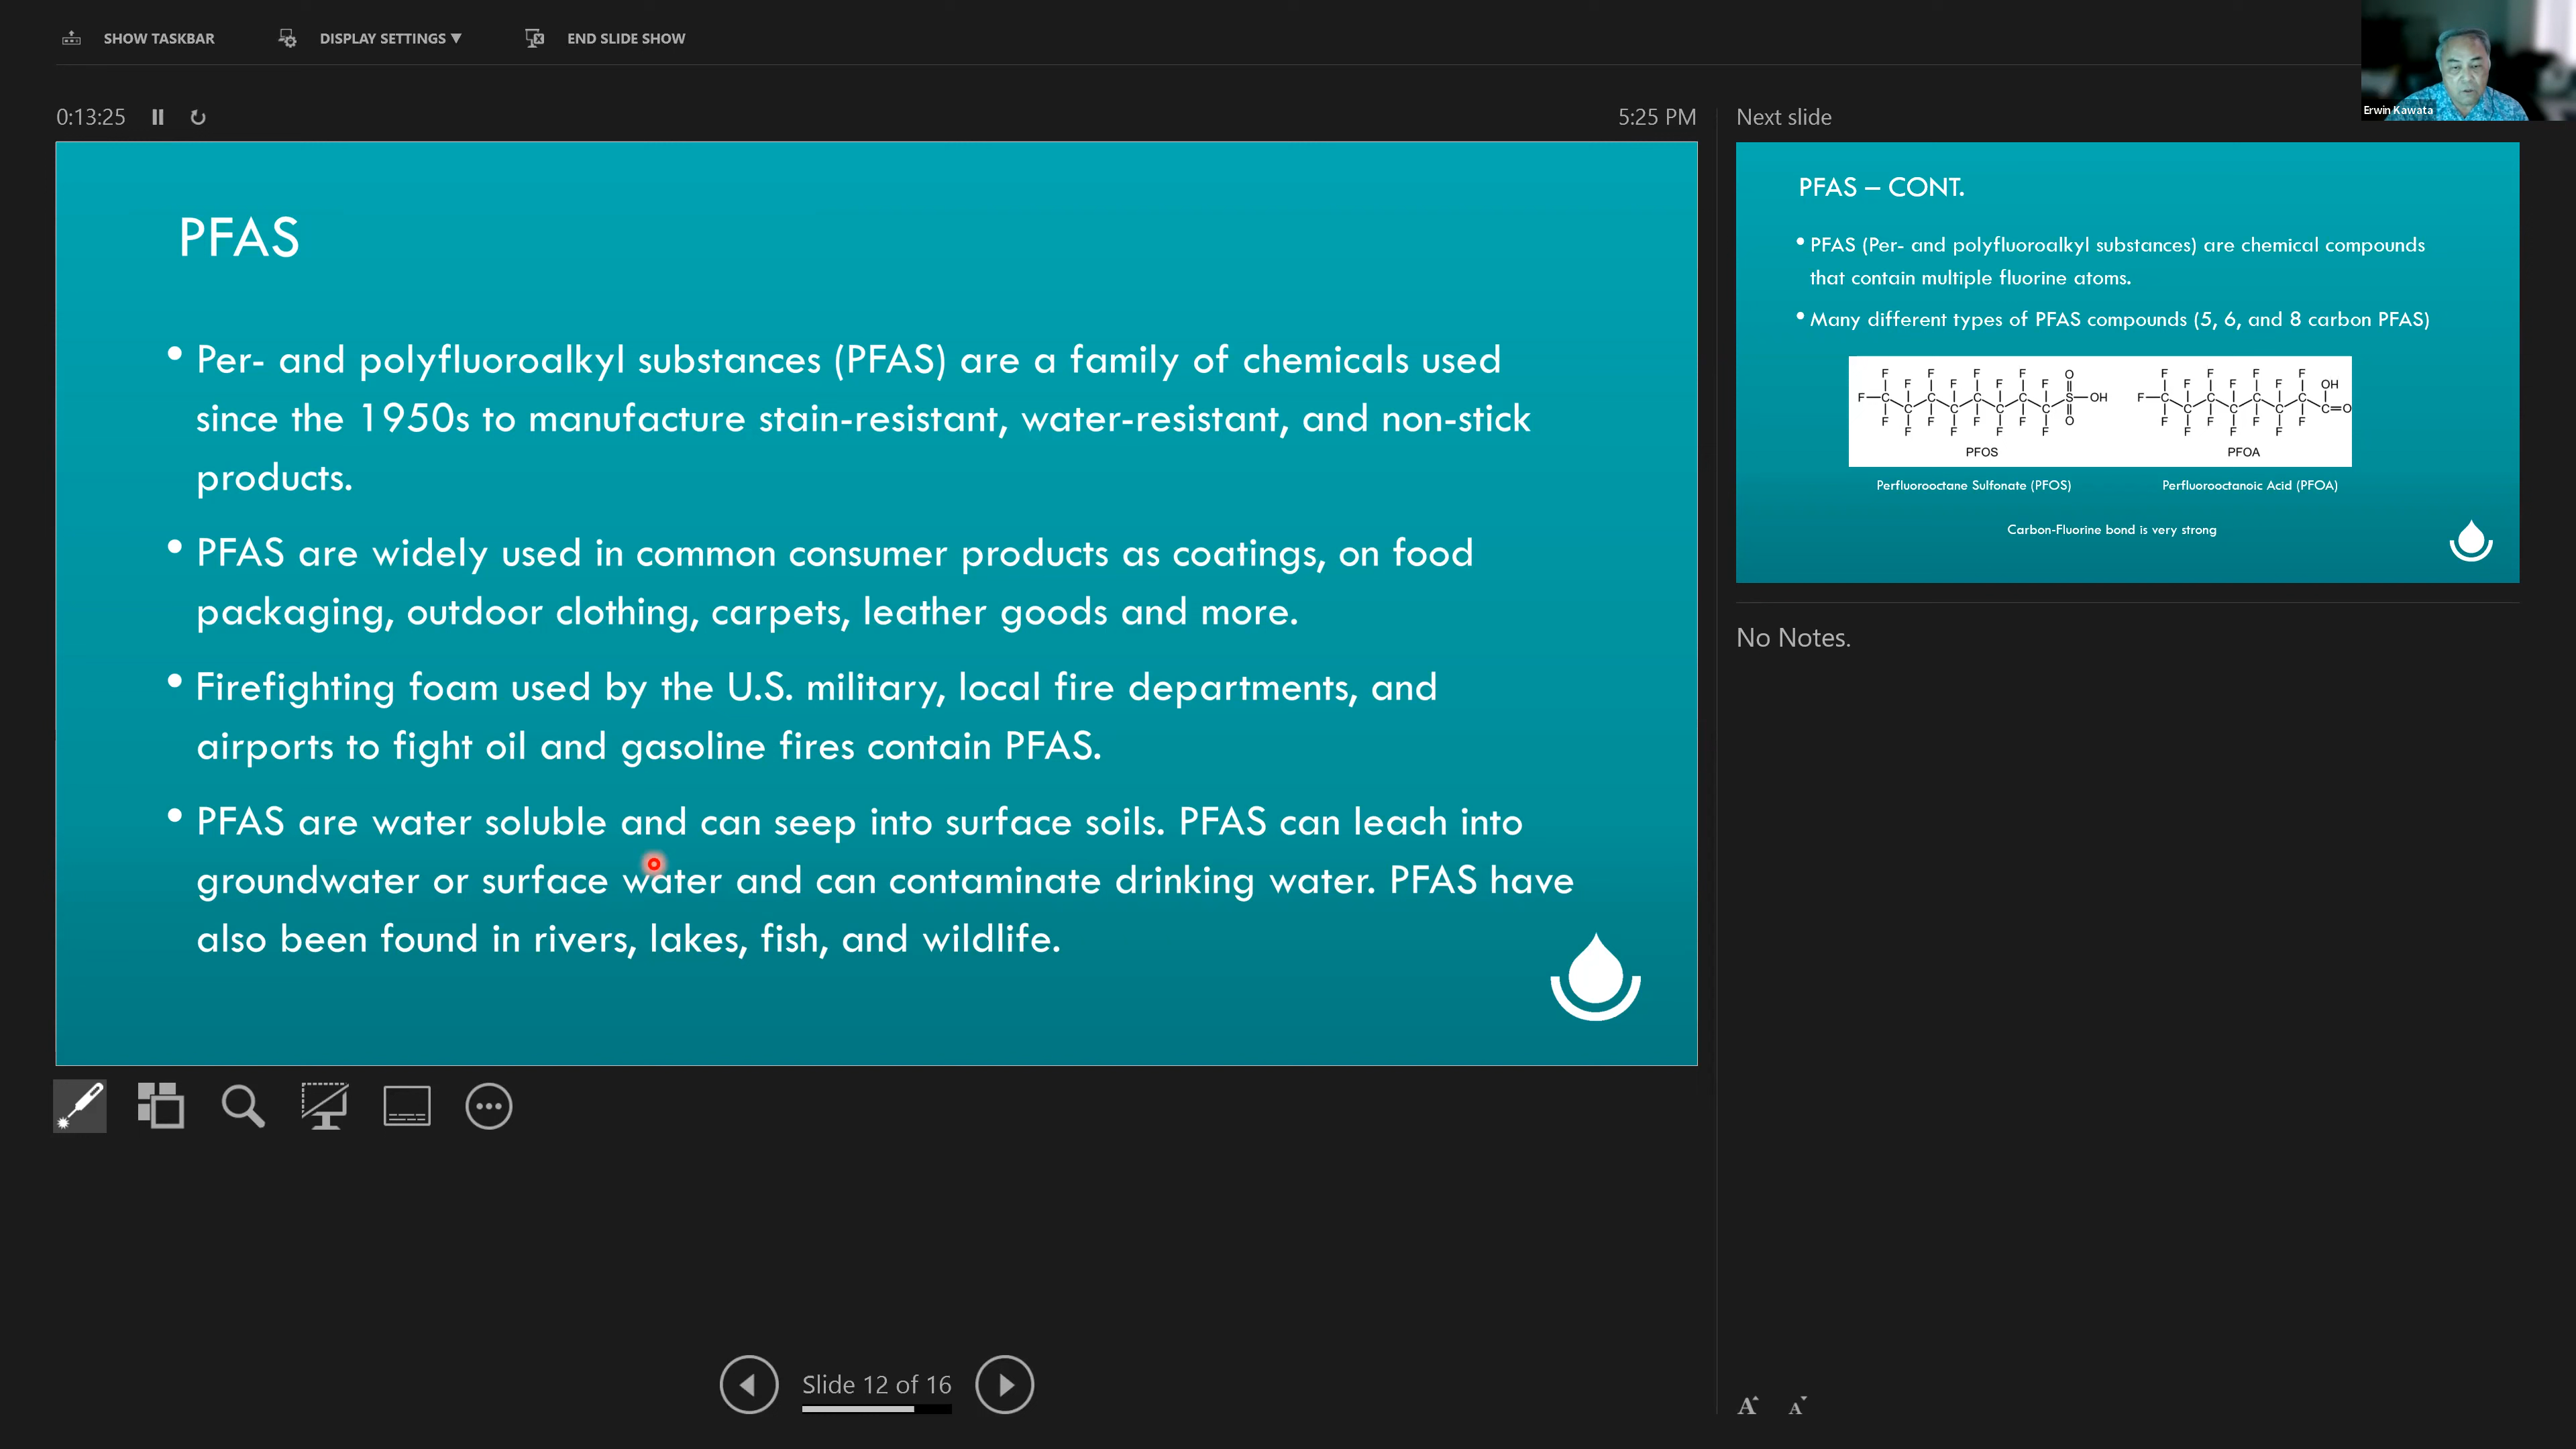 SHOW TASKBAR
DISPLAY SETTINGS ▼
END SLIDE SHOW
Erwin Kawata
0:13:25
5:25 PM
PFAS
• Per- and polyfluoroalkyl substances (PFAS) are a family of chemicals used
since the 1950s to manufacture stain-resistant, water-resistant, and non-stick
products.
• PFAS are widely used in common consumer products as coatings, on food
packaging, outdoor clothing, carpets, leather goods and more.
• Firefighting foam used by the U.S. military, local fire departments, and
airports to fight oil and gasoline fires contain PFAS.
• PFAS are water soluble and can seep into surface soils. PFAS can leach into
groundwater or surface water and can contaminate drinking water. PFAS have
also been found in rivers, lakes, fish, and wildlife.
Slide 12 of 16
Next slide
PFAS – CONT.
• PFAS (Per- and polyfluoroalkyl substances) are chemical compounds
that contain multiple fluorine atoms.
• Many different types of PFAS compounds (5, 6, and 8 carbon PFAS)
F F F F O F F F F
F F F F F F F OH
F C C C C S OH F C C C C
C C C C C C C C O
F F F F O F F F F
F F F F F F F
PFOS PFOA
Perfluorooctane Sulfonate (PFOS) Perfluorooctanoic Acid (PFOA)
Carbon-Fluorine bond is very strong
No Notes.
A A